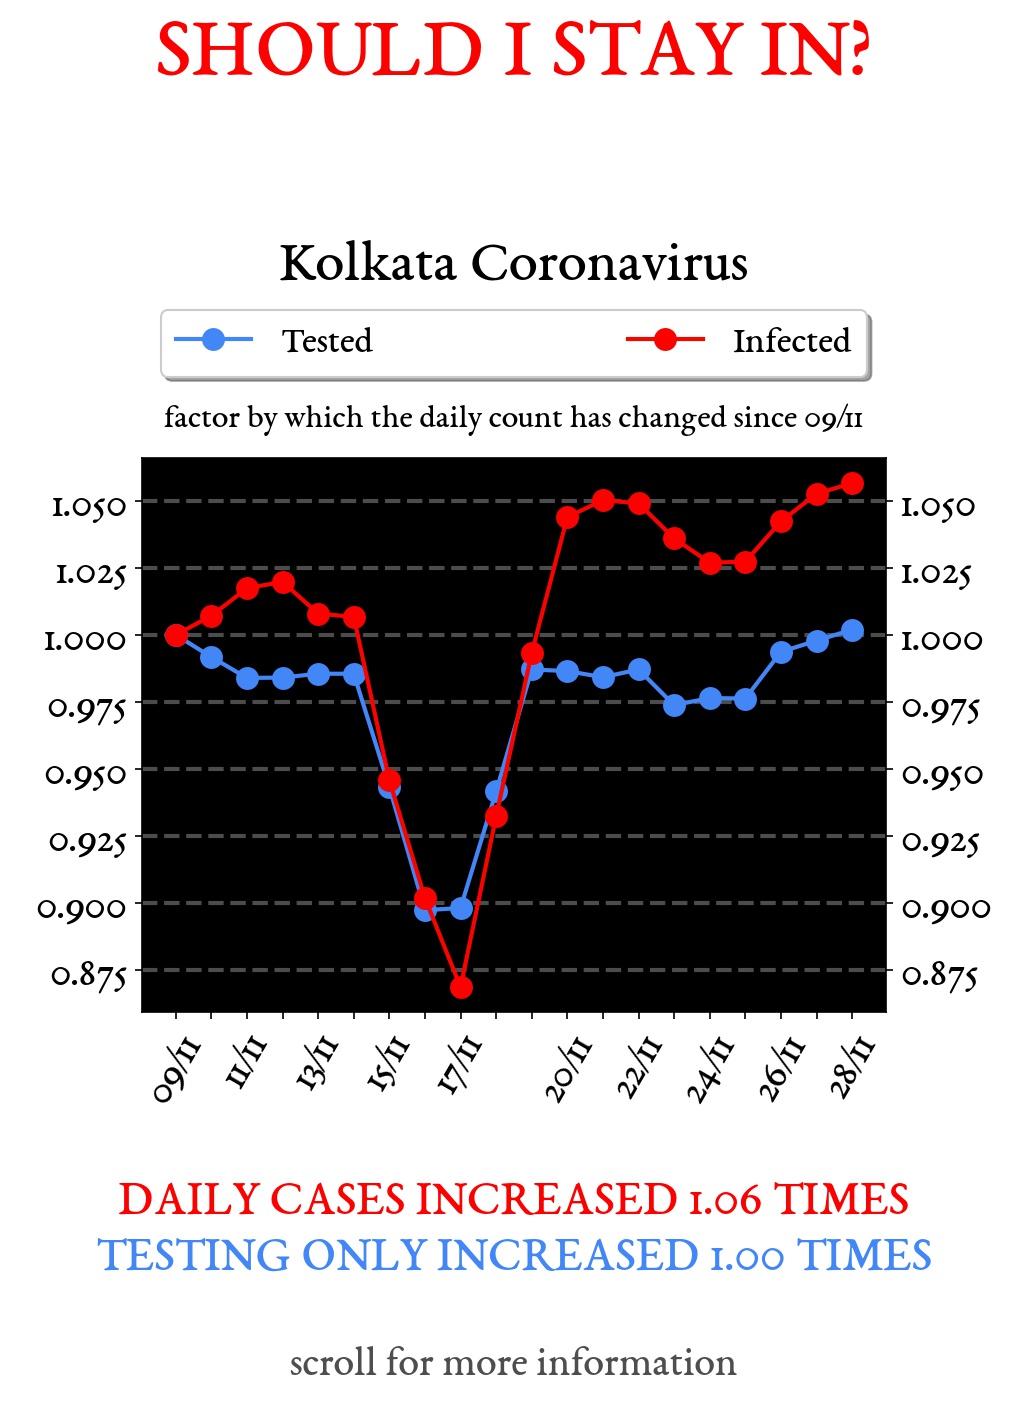 SHOULD I STAY IN?
Kolkata Coronavirus
Tested Infected
factor by which the daily count has changed since 09/11
1.050 1.050
1.025 1.025
1.000 1.000
0.975 0.975
0.950 0.950
0.925 0.925
0.900 0.900
0.875 0.875
09/11 11/11 13/11 15/11 17/11 20/11 22/11 24/11 26/11 28/11
DAILY CASES INCREASED 1.06 TIMES
TESTING ONLY INCREASED 1.00 TIMES
scroll for more information